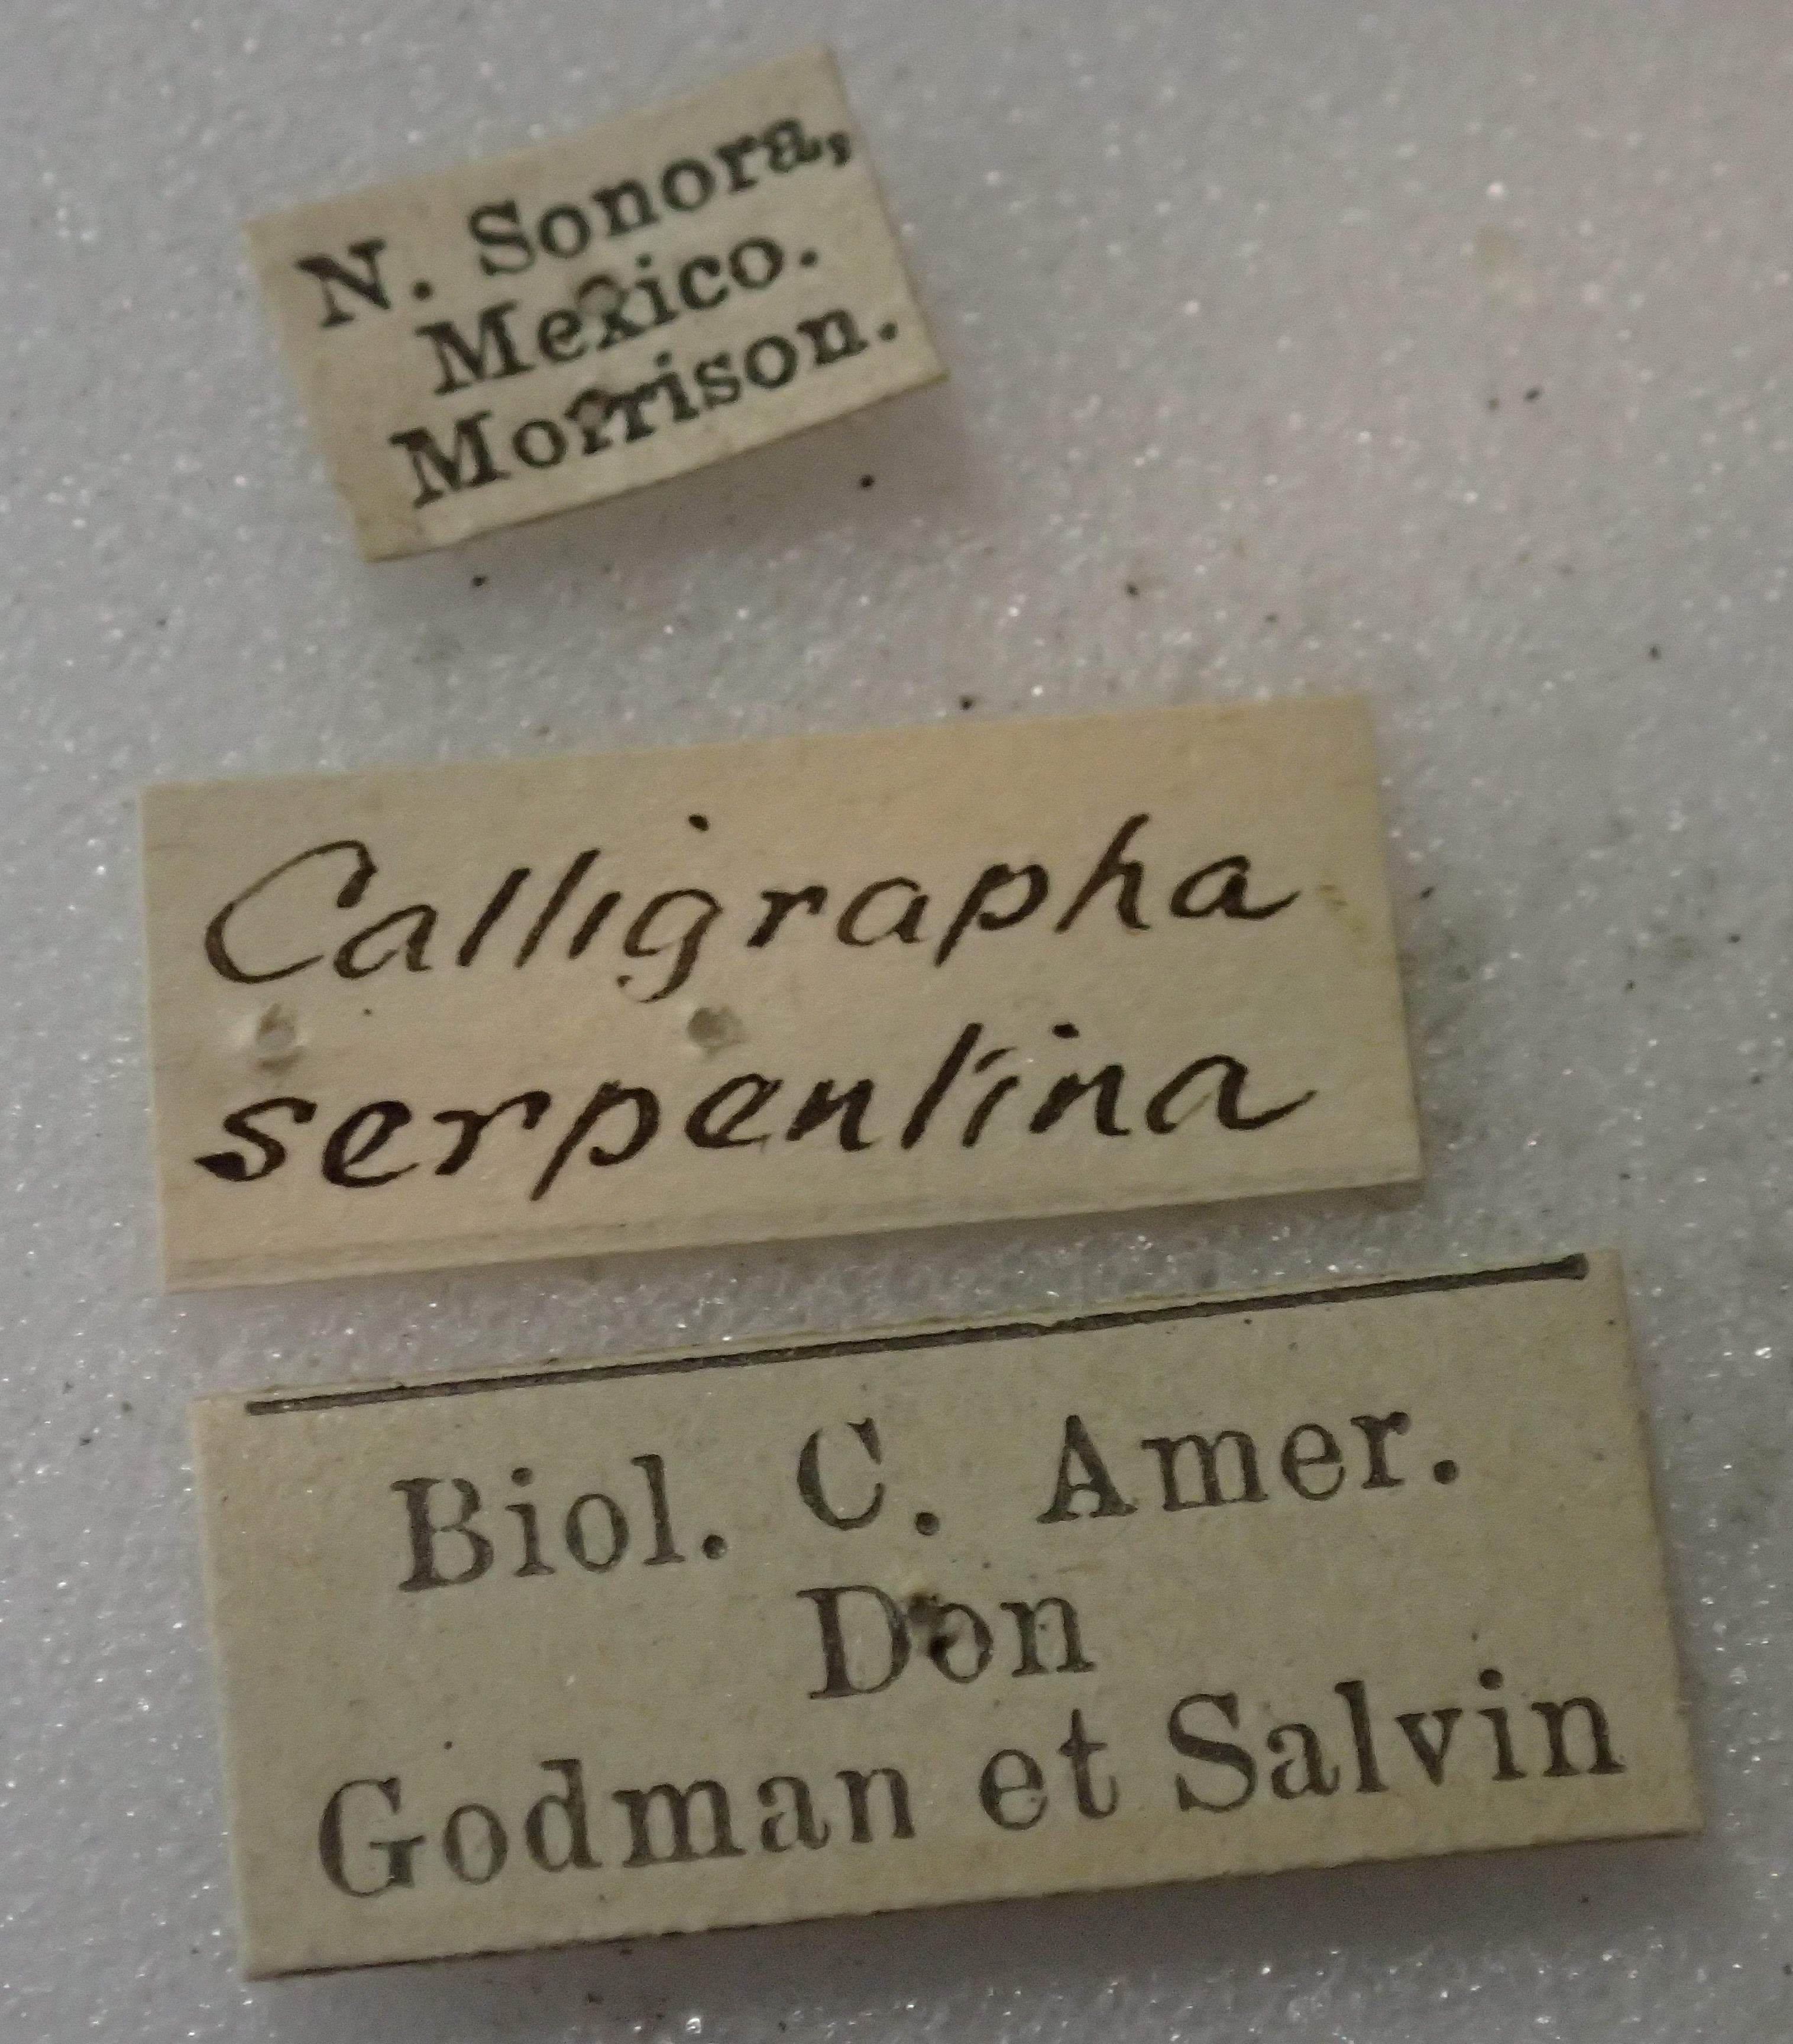 N. Sonora,
Mexico.
Morrison.
Calligrapha
serpentina
Biol. C. Amer.
Don
Godman et Salvin